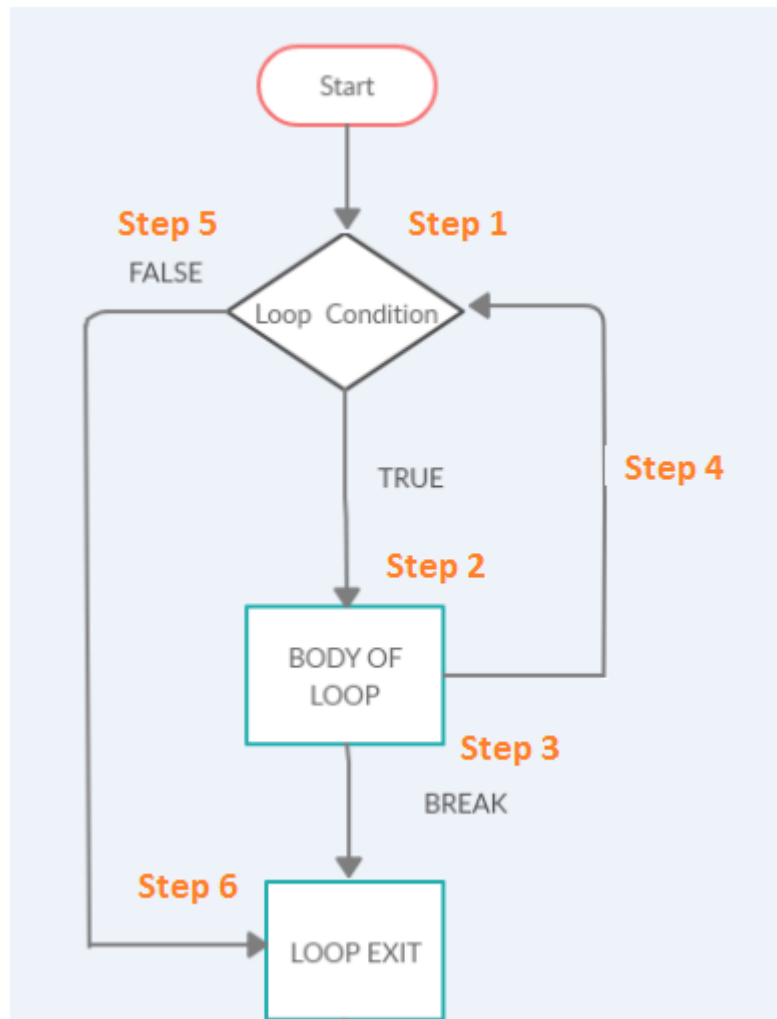 Start
Step 5
Step 1
FALSE
Loop Condition
TRUE
Step 4
Step 2
BODY OF
LOOP
Step 3
BREAK
Step 6
LOOP EXIT